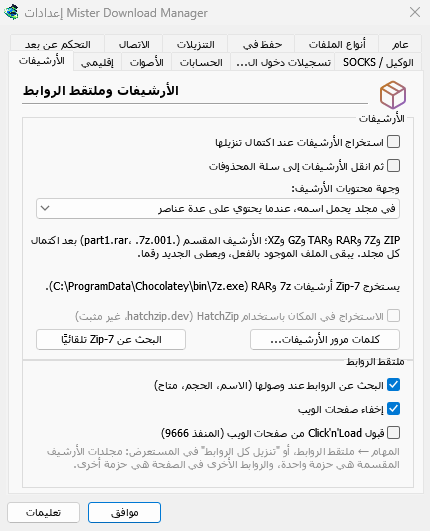 إعدادات Mister Download Manager
عام
أنواع الملفات
حفظ في
التنزيلات
الاتصال
التحكم عن بعد
الوكيل / SOCKS
تسجيلات دخول ال...
الحسابات
الأصوات
إقليمي
الأرشيفات
الأرشيفات وملتقط الروابط
الأرشيفات
استخراج الأرشيفات عند اكتمال تنزيلها
ثم انقل الأرشيفات إلى سلة المحذوفات
وجهة محتويات الأرشيف:
في مجلد يحمل اسمه، عندما يحتوي على عدة عناصر
ZIP و7Z وRAR وTAR وGZ وXZ؛ الأرشيف المقسم (.part1.rar، .7z.001) بعد اكتمال
كل مجلد. يبقى الملف الموجود بالفعل، ويعطى الجديد رقما.
يستخرج 7-Zip أرشيفات 7z وRAR (C:\ProgramData\Chocolatey\bin\7z.exe).
الاستخراج في المكان باستخدام HatchZip (hatchzip.dev، غير مثبت)
كلمات مرور الأرشيفات...
البحث عن 7-Zip تلقائيًا
ملتقط الروابط
البحث عن الروابط عند وصولها (الاسم، الحجم، متاح)
إخفاء صفحات الويب
قبول Click'n'Load من صفحات الويب (المنفذ 9666)
المهام ← ملتقط الروابط، أو "تنزيل كل الروابط" في المستعرض: مجلدات الأرشيف
المقسمة هي حزمة واحدة، والروابط الأخرى في الصفحة هي حزمة أخرى.
موافق
تعليمات